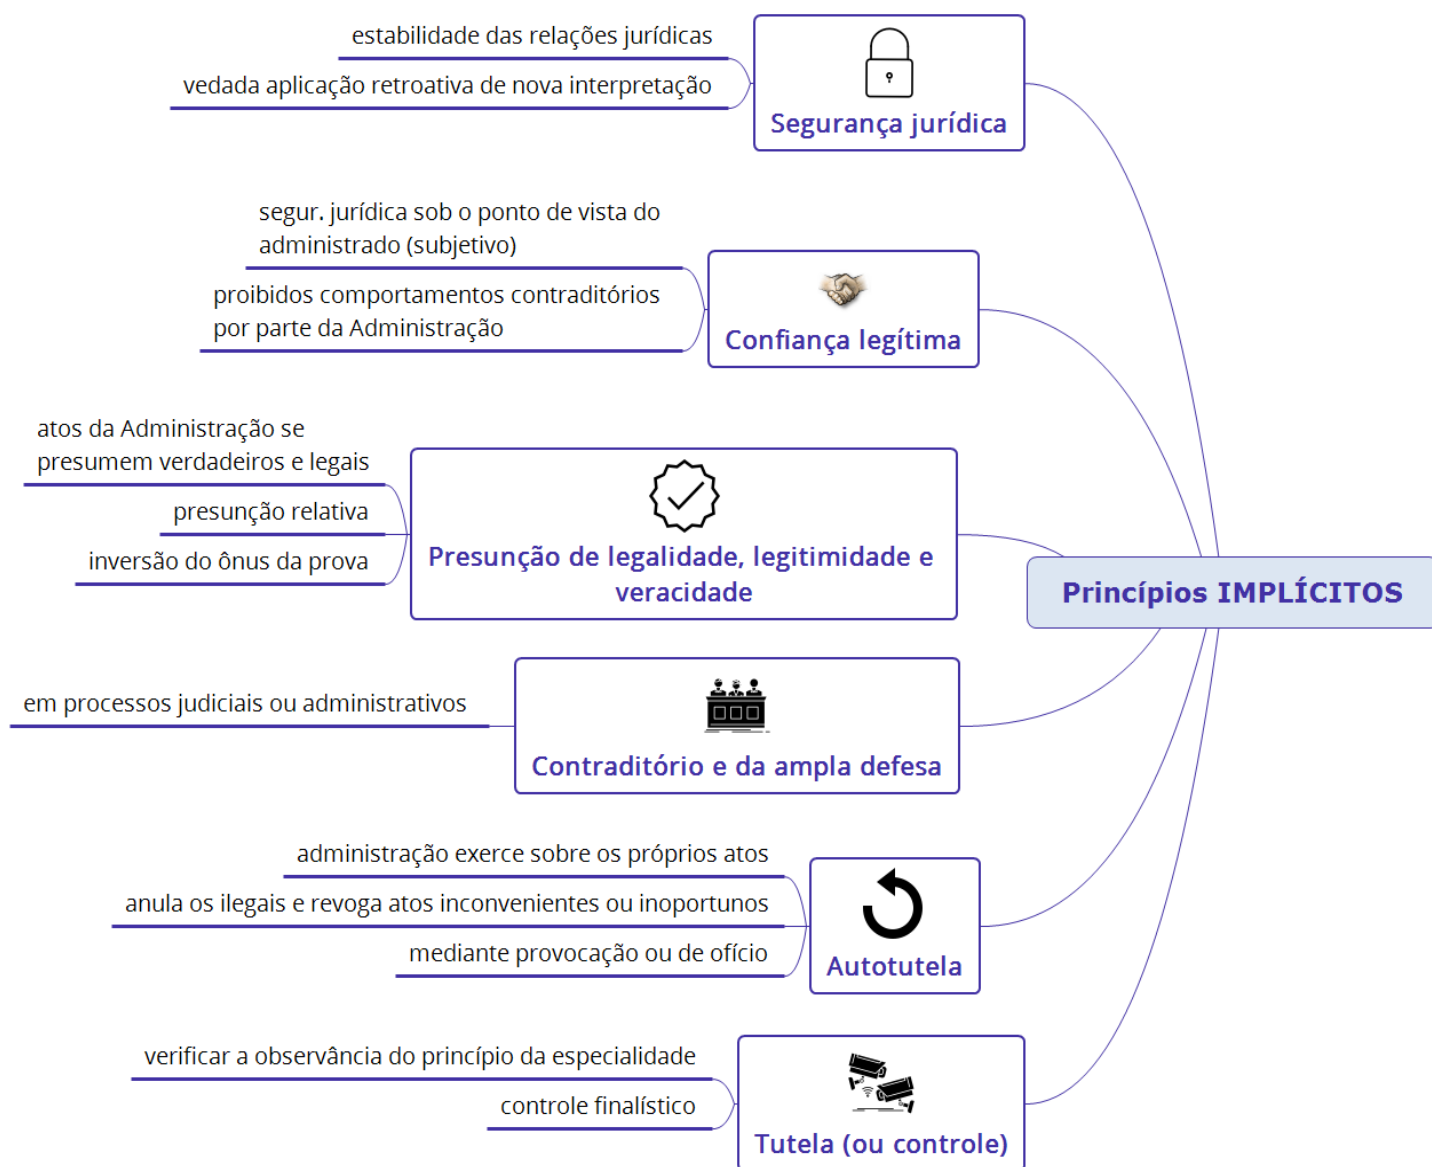 estabilidade das relações jurídicas
vedada aplicação retroativa de nova interpretação
Segurança jurídica
segur. jurídica sob o ponto de vista do
administrado (subjetivo)
proibidos comportamentos contraditórios
por parte da Administração
Confiança legítima
atos da Administração se
presumem verdadeiros e legais
presunção relativa
inversão do ônus da prova
Presunção de legalidade, legitimidade e
veracidade
Princípios IMPLÍCITOS
em processos judiciais ou administrativos
Contraditório e da ampla defesa
administração exerce sobre os próprios atos
anula os ilegais e revoga atos inconvenientes ou inoportunos
mediante provocação ou de ofício
Autotutela
verificar a observância do princípio da especialidade
controle finalístico
Tutela (ou controle)